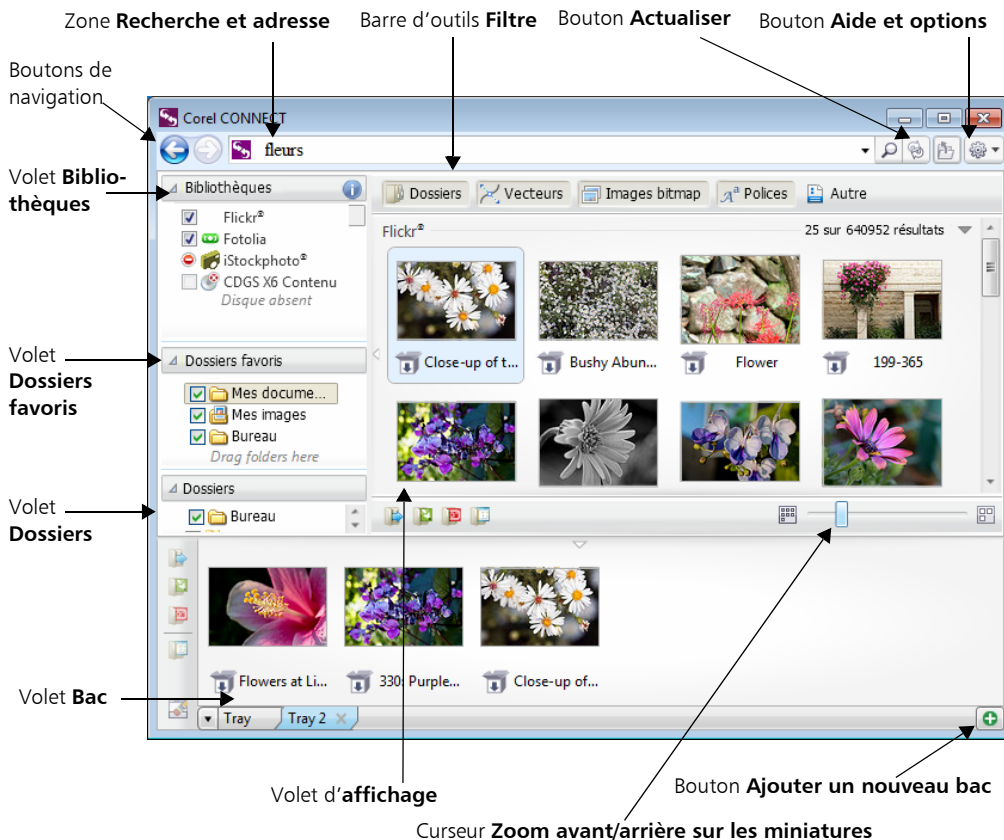 Zone Recherche et adresse
Barre d'outils Filtre
Bouton Actualiser
Bouton Aide et options
Boutons de
navigation
Corel CONNECT
fleurs
Volet Biblio-
thèques
Bibliothèques
Flickr®
Fotolia
iStockphoto®
CDGS X6 Contenu
Disque absent
Dossiers
Vecteurs
Images bitmap
Polices
Autre
Flickr®
25 sur 640952 résultats
Close-up of t...
Bushy Abun...
Flower
199-365
Volet
Dossiers
favoris
Dossiers favoris
Mes docume...
Mes images
Bureau
Drag folders here
Volet
Dossiers
Dossiers
Bureau
Flowers at Li...
330: Purple...
Close-up of...
Volet Bac
Tray
Tray 2
Volet d'affichage
Bouton Ajouter un nouveau bac
Curseur Zoom avant/arrière sur les miniatures